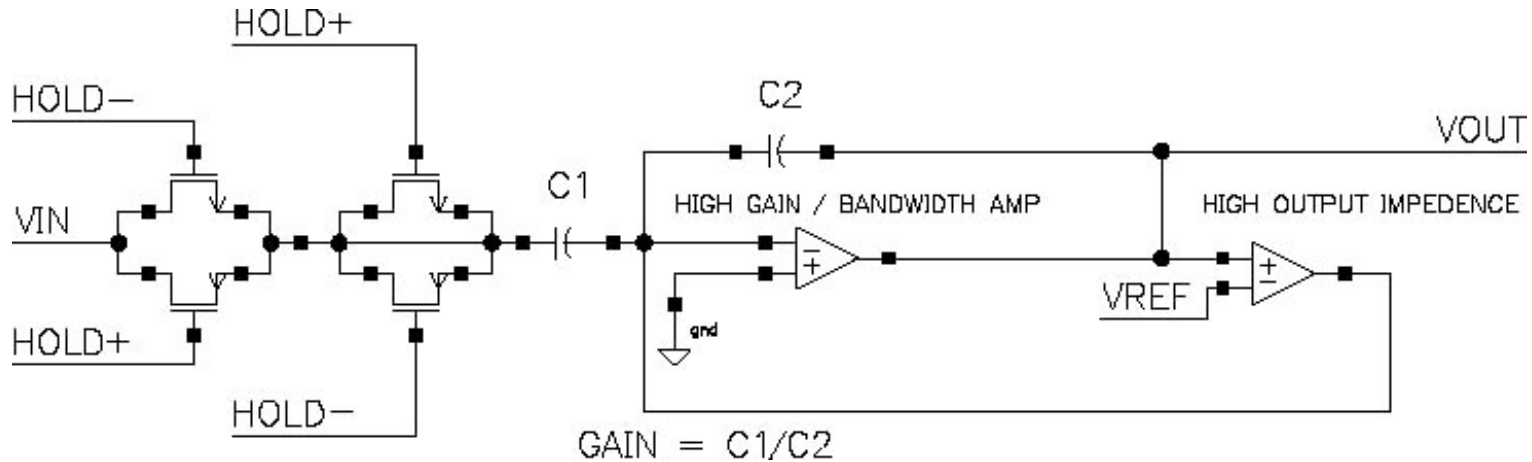 HOLD+
HOLD−
C2
VOUT
C1
HIGH GAIN / BANDWIDTH AMP
HIGH OUTPUT IMPEDENCE
VIN
VREF
gnd
HOLD+
HOLD−
GAIN = C1/C2